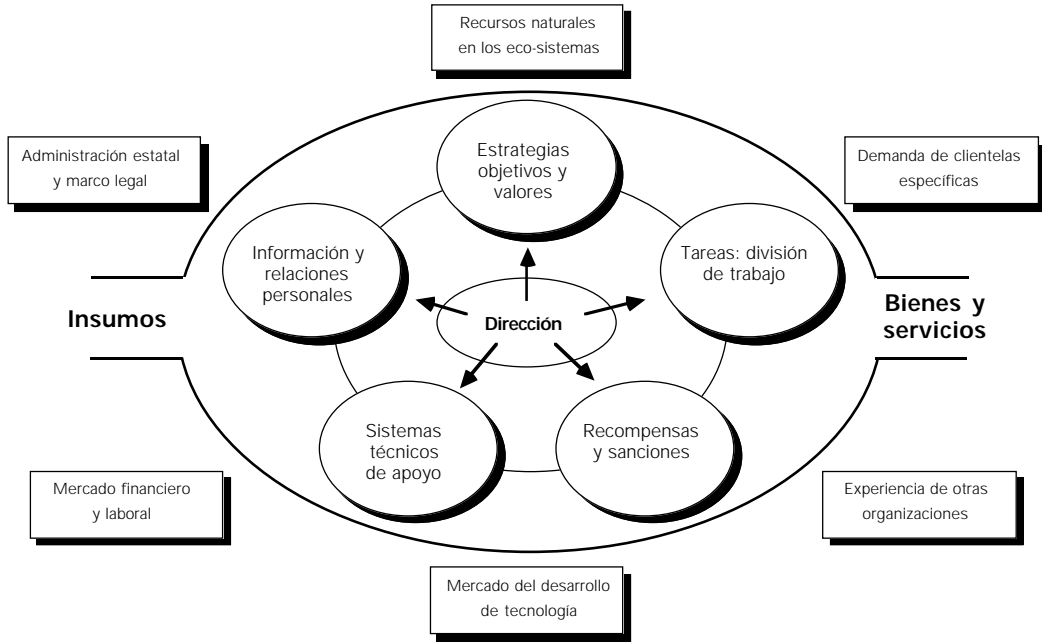 Recursos naturales
en los eco-sistemas
Administración estatal
y marco legal
Estrategias
objetivos y
valores
Demanda de clientelas
específicas
Información y
relaciones
personales
Tareas: división
de trabajo
Insumos
Dirección
Bienes y
servicios
Sistemas
técnicos
de apoyo
Recompensas
y sanciones
Mercado financiero
y laboral
Experiencia de otras
organizaciones
Mercado del desarrollo
de tecnología